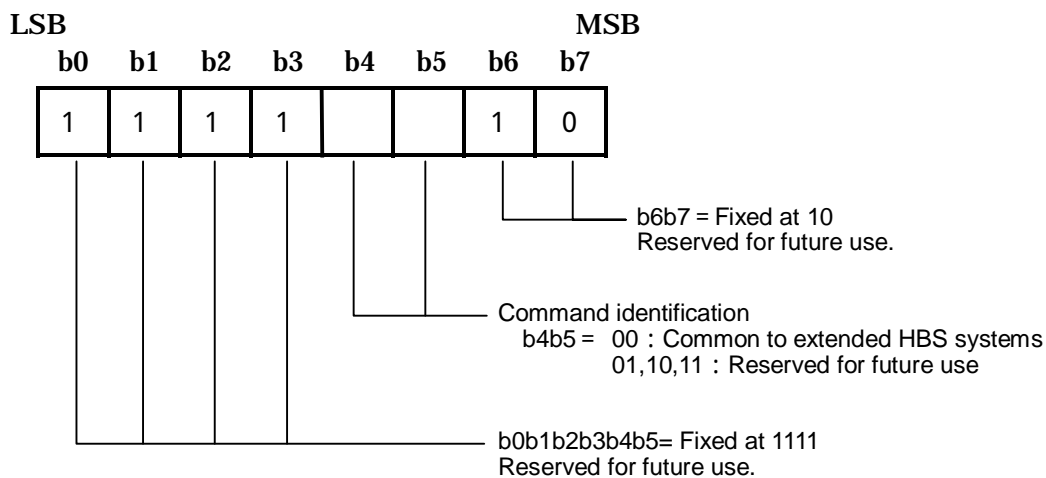 LSB MSB
b0 b1 b2 b3 b4 b5 b6 b7
1 1 1 1 1 0
b6b7 = Fixed at 10
Reserved for future use.
Command identification
b4b5 = 00 : Common to extended HBS systems
01,10,11 : Reserved for future use
b0b1b2b3b4b5= Fixed at 1111
Reserved for future use.